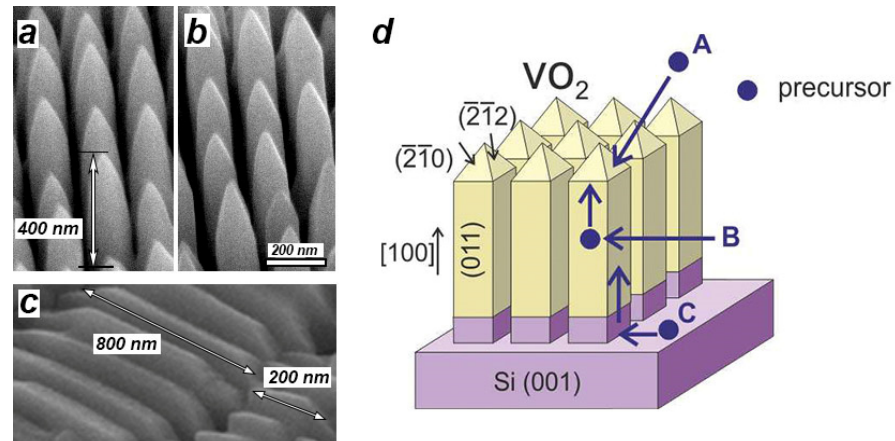 a
400 nm
b
200 nm
c
800 nm
200 nm
d
VO₂
A
precursor
(2̅1̅2)
(2̅1̅0)
[100]
(011)
B
C
Si (001)